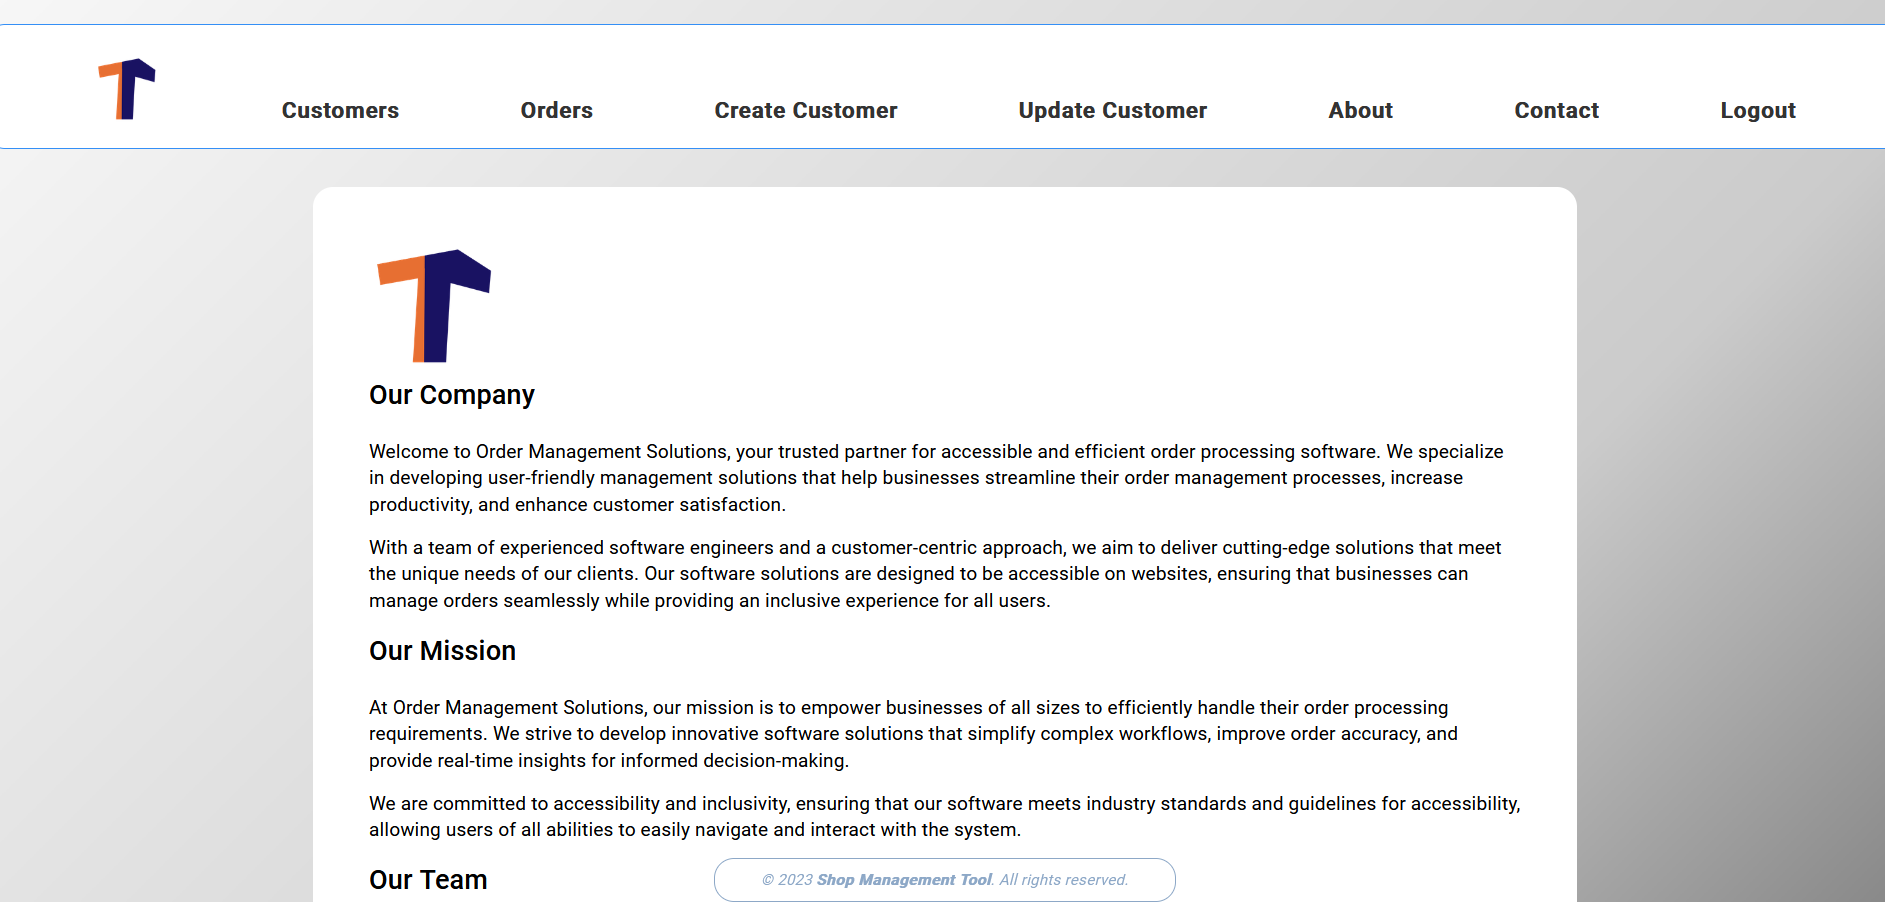 Customers Orders Create Customer Update Customer About Contact Logout
Our Company
Welcome to Order Management Solutions, your trusted partner for accessible and efficient order processing software. We specialize
in developing user-friendly management solutions that help businesses streamline their order management processes, increase
productivity, and enhance customer satisfaction.
With a team of experienced software engineers and a customer-centric approach, we aim to deliver cutting-edge solutions that meet
the unique needs of our clients. Our software solutions are designed to be accessible on websites, ensuring that businesses can
manage orders seamlessly while providing an inclusive experience for all users.
Our Mission
At Order Management Solutions, our mission is to empower businesses of all sizes to efficiently handle their order processing
requirements. We strive to develop innovative software solutions that simplify complex workflows, improve order accuracy, and
provide real-time insights for informed decision-making.
We are committed to accessibility and inclusivity, ensuring that our software meets industry standards and guidelines for accessibility,
allowing users of all abilities to easily navigate and interact with the system.
Our Team
© 2023 Shop Management Tool. All rights reserved.